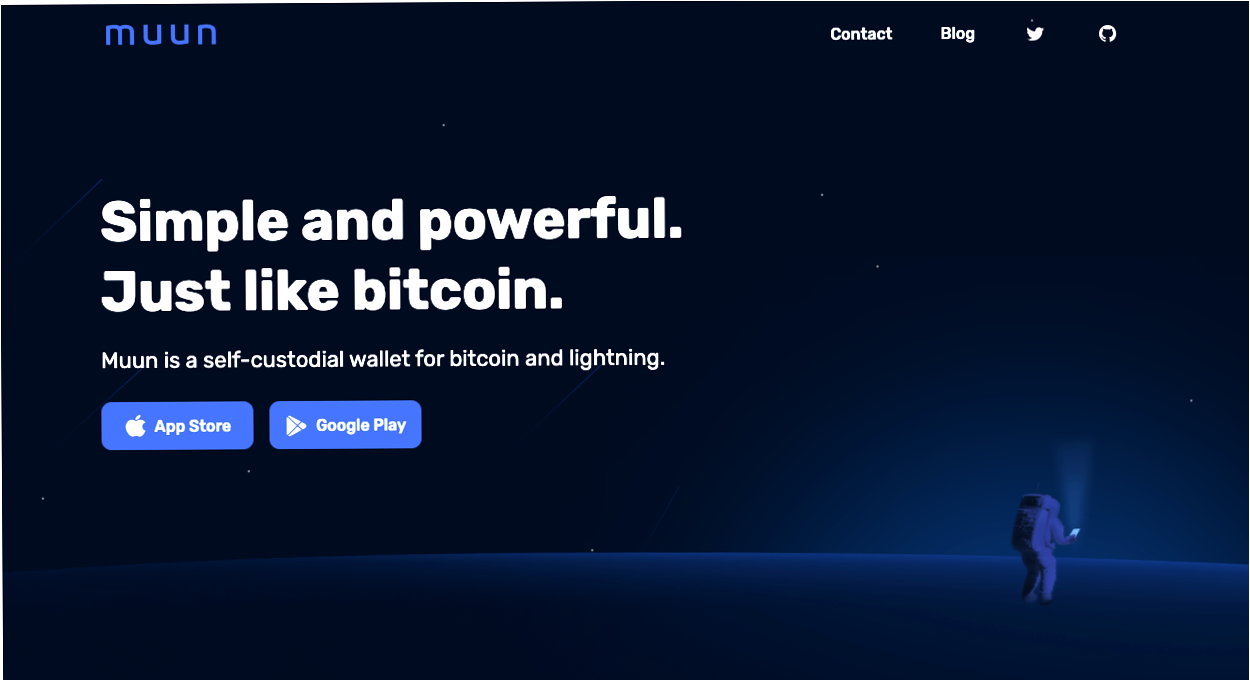 muun
Contact
Blog
Simple and powerful.
Just like bitcoin.
Muun is a self-custodial wallet for bitcoin and lightning.
App Store
Google Play